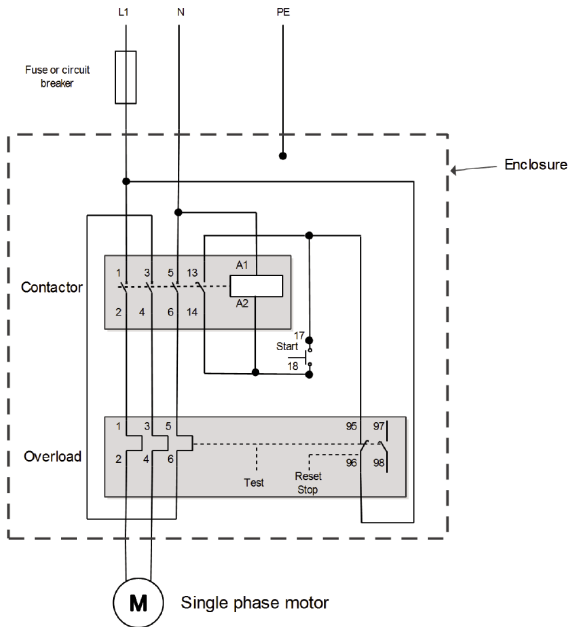 L1 N PE
Fuse or circuit
breaker
Enclosure
A1
1 3 5 13
Contactor
A2
2 4 6 14
17
Start
18
1 3 5 95 97
Overload
2 4 6 96 98
Test
Reset
Stop
M Single phase motor